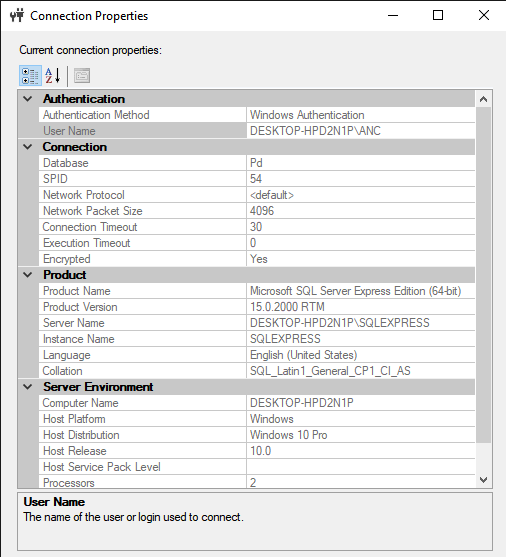 Connection Properties
Current connection properties:
Authentication
Authentication Method Windows Authentication
User Name DESKTOP-HPD2N1P\ANC
Connection
Database Pd
SPID 54
Network Protocol <default>
Network Packet Size 4096
Connection Timeout 30
Execution Timeout 0
Encrypted Yes
Product
Product Name Microsoft SQL Server Express Edition (64-bit)
Product Version 15.0.2000 RTM
Server Name DESKTOP-HPD2N1P\SQLEXPRESS
Instance Name SQLEXPRESS
Language English (United States)
Collation SQL_Latin1_General_CP1_CI_AS
Server Environment
Computer Name DESKTOP-HPD2N1P
Host Platform Windows
Host Distribution Windows 10 Pro
Host Release 10.0
Host Service Pack Level
Processors 2
User Name
The name of the user or login used to connect.